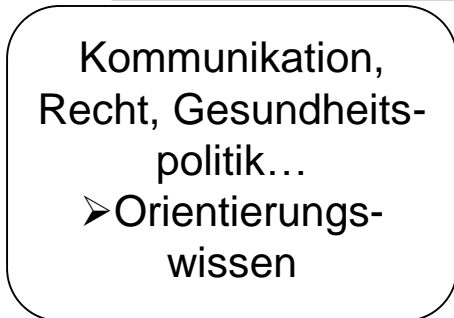 Kommunikation,
Recht, Gesundheits-
politik…
➢Orientierungs-
wissen